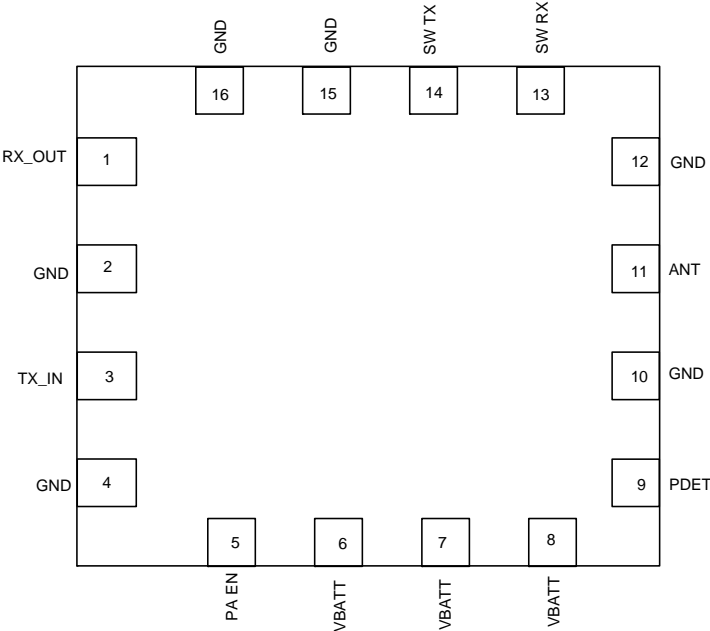 GND
GND
SW TX
SW RX
16
15
14
13
RX_OUT
1
12
GND
GND
2
11
ANT
TX_IN
3
10
GND
GND
4
9
PDET
5
6
7
8
PA EN
VBATT
VBATT
VBATT